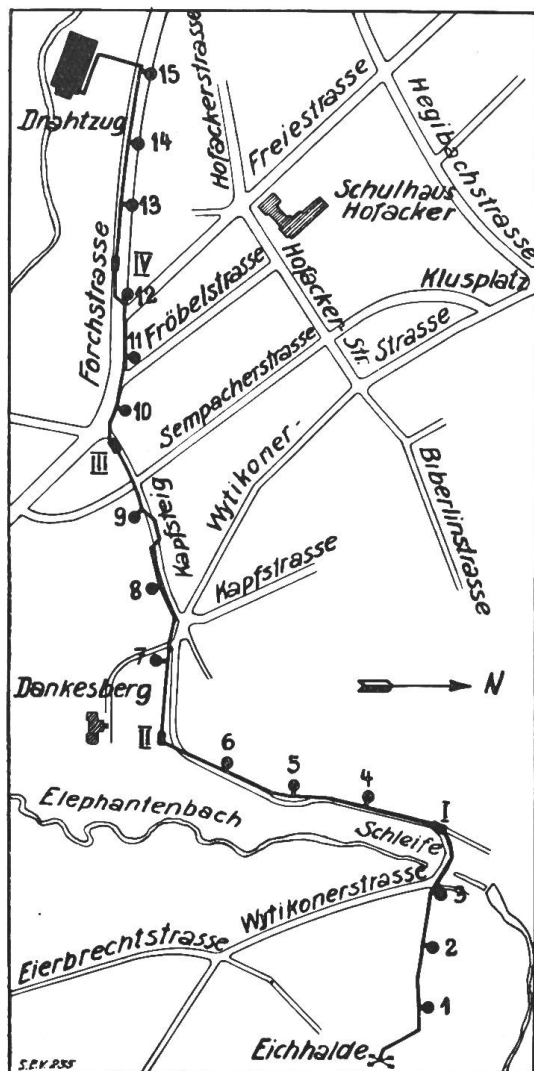 15
Drahtzug
Hofackerstrasse
Freiestrasse
Hegibachstrasse
14
Schulhaus
Hofacker
13
Forchstrasse
IV
12
Fröbelstrasse
Hofacker-Str.
Klusplatz
11
Strasse
Sempacherstrasse
10
III
Wytikoner-
Biberlinstrasse
9
Kapfsteig
8
Kapfstrasse
7
Dankesberg
N
II
6
5
4
I
Elephantenbach
Schleife
3
Wytikonerstrasse
2
Eierbrechtstrasse
1
Eichhalde
S.E.V. 235